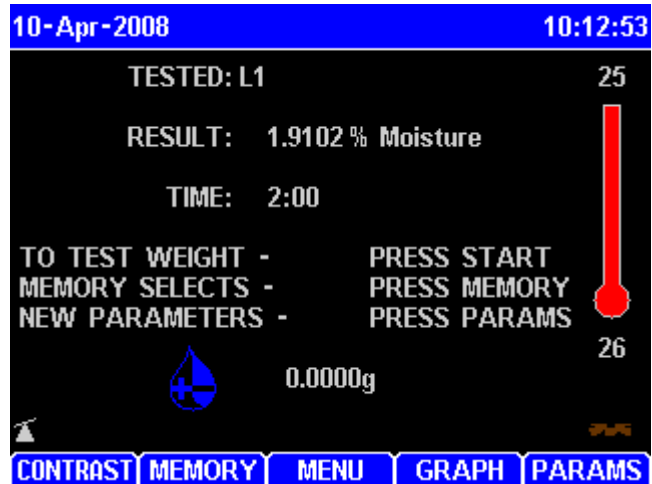 10-Apr-2008 10:12:53
TESTED: L1 25
RESULT: 1.9102 % Moisture
TIME: 2:00
TO TEST WEIGHT - PRESS START
MEMORY SELECTS - PRESS MEMORY
NEW PARAMETERS - PRESS PARAMS
26
0.0000g
CONTRAST MEMORY MENU GRAPH PARAMS